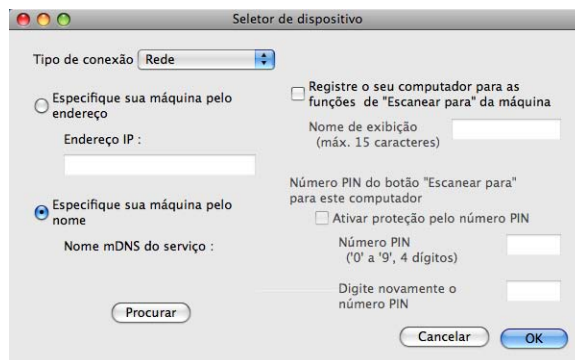 Seletor de dispositivo
Tipo de conexão Rede
Especifique sua máquina pelo
endereço
Endereço IP :
Especifique sua máquina pelo
nome
Nome mDNS do serviço :
Procurar
Registre o seu computador para as
funções de "Escanear para" da máquina
Nome de exibição
(máx. 15 caracteres)
Número PIN do botão "Escanear para"
para este computador
Ativar proteção pelo número PIN
Número PIN
('0' a '9', 4 dígitos)
Digite novamente o
número PIN
Cancelar
OK